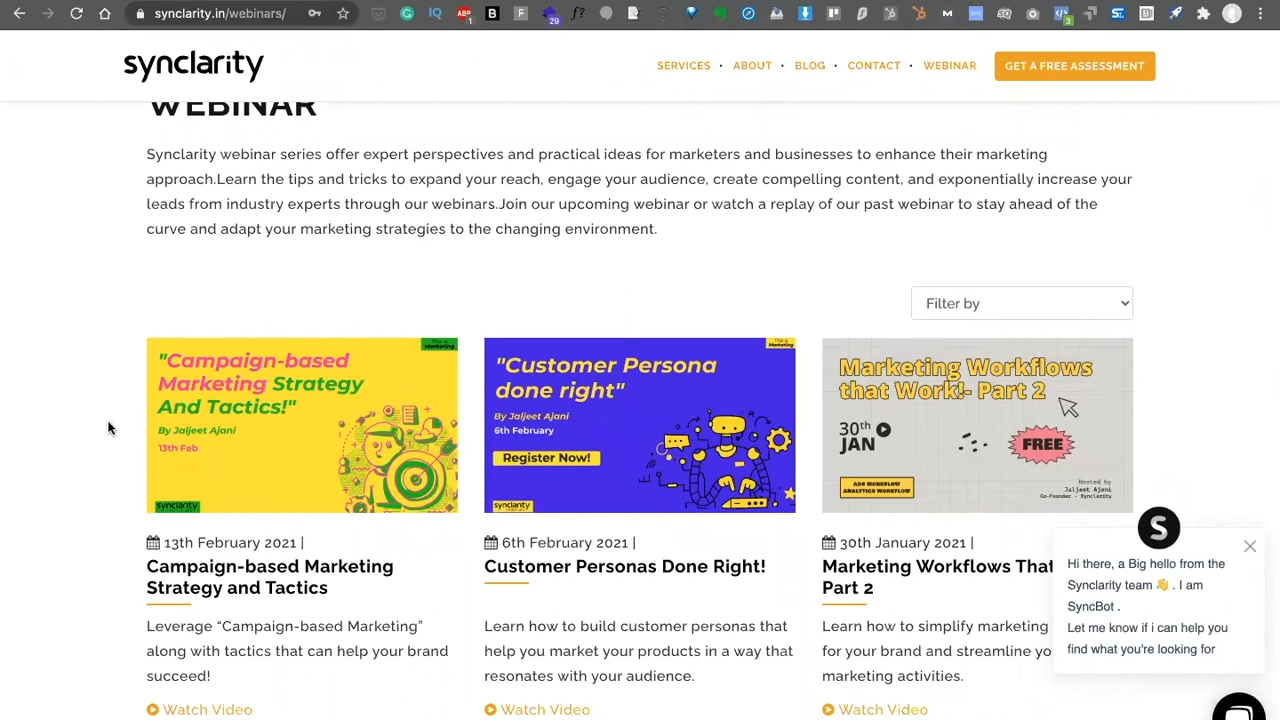 synclarity.in/webinars/
synclarity
SERVICES • ABOUT • BLOG • CONTACT • WEBINAR GET A FREE ASSESSMENT
WEBINAR
Synclarity webinar series offer expert perspectives and practical ideas for marketers and businesses to enhance their marketing
approach.Learn the tips and tricks to expand your reach, engage your audience, create compelling content, and exponentially increase your
leads from industry experts through our webinars.Join our upcoming webinar or watch a replay of our past webinar to stay ahead of the
curve and adapt your marketing strategies to the changing environment.
Filter by
"Campaign-based
Marketing Strategy
And Tactics!"
By Jaljeet Ajani
13th Feb
synclarity
"Customer Persona
done right"
By Jaljeet Ajani
6th February
Register Now!
synclarity
Marketing Workflows
that Work!- Part 2
30th
JAN
FREE
ADS WORKFLOW
ANALYTICS WORKFLOW
Hosted by
Jaljeet Ajani
Co-Founder - Synclarity
13th February 2021 |
Campaign-based Marketing
Strategy and Tactics
Leverage “Campaign-based Marketing”
along with tactics that can help your brand
succeed!
Watch Video
6th February 2021 |
Customer Personas Done Right!
Learn how to build customer personas that
help you market your products in a way that
resonates with your audience.
Watch Video
30th January 2021 |
Marketing Workflows That
Part 2
Learn how to simplify marketing
for your brand and streamline yo
marketing activities.
Watch Video
S
Hi there, a Big hello from the
Synclarity team 👋 . I am
SyncBot .
Let me know if i can help you
find what you're looking for